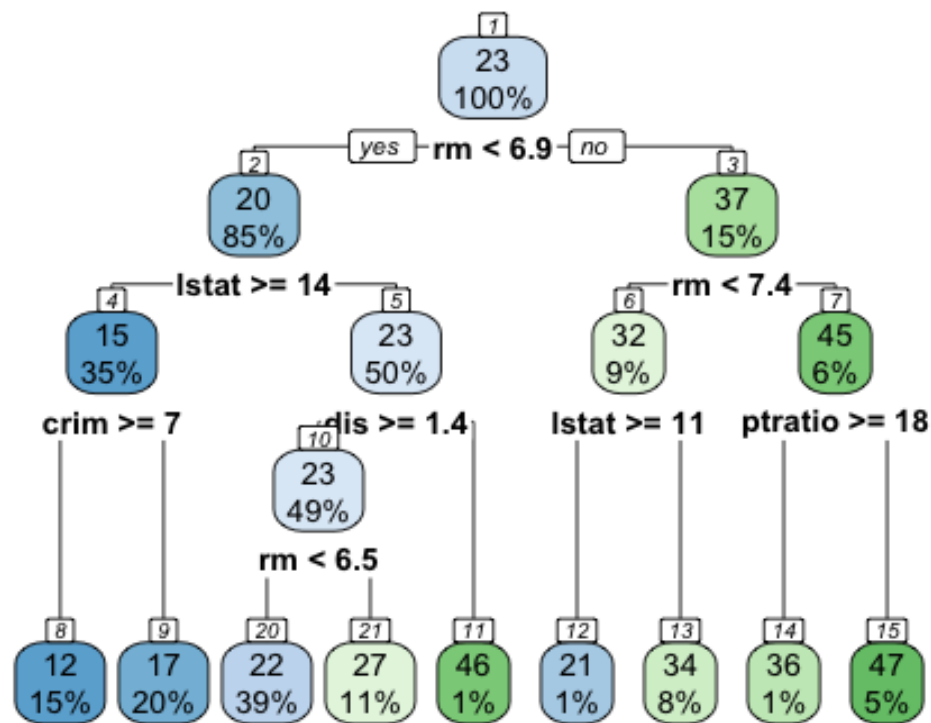 1
23
100%
yes rm < 6.9 no
2 3
20 37
85% 15%
lstat >= 14 rm < 7.4
4 5 6 7
15 23 32 45
35% 50% 9% 6%
crim >= 7 dis >= 1.4 lstat >= 11 ptratio >= 18
10
23
49%
rm < 6.5
8 9 20 21 11 12 13 14 15
12 17 22 27 46 21 34 36 47
15% 20% 39% 11% 1% 1% 8% 1% 5%